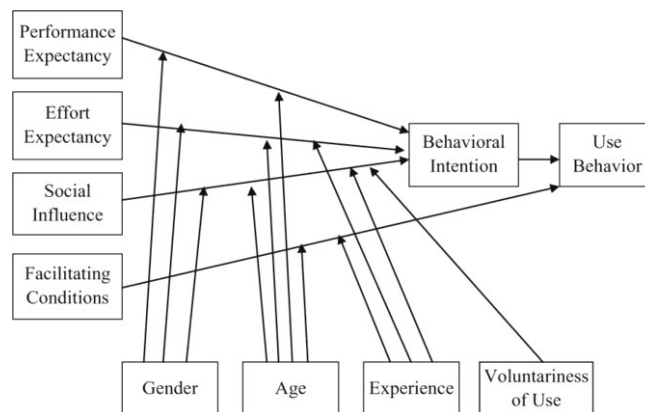 Performance
Expectancy
Effort
Expectancy
Behavioral
Intention
Use
Behavior
Social
Influence
Facilitating
Conditions
Gender
Age
Experience
Voluntariness
of Use